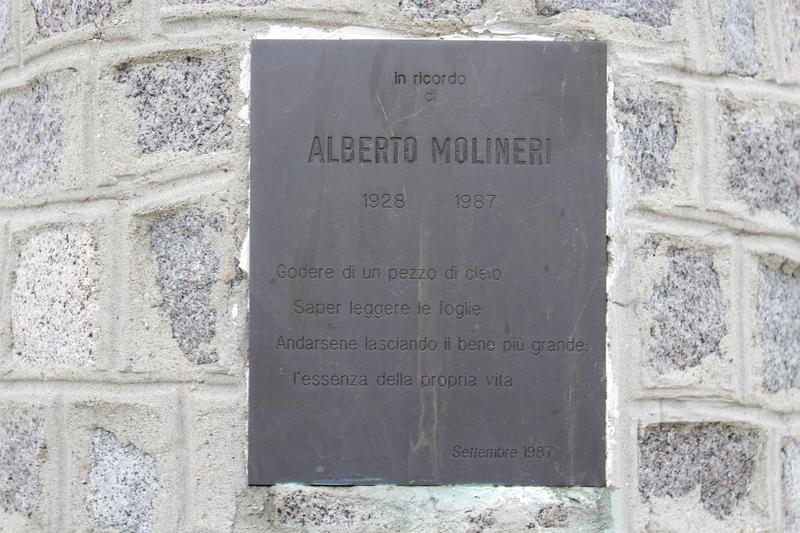 in ricordo
di
ALBERTO MOLINERI
1928 1987
Godere di un pezzo di cielo
Saper leggere le foglie
Andarsene lasciando il bene più grande:
l'essenza della propria vita
Settembre 1987